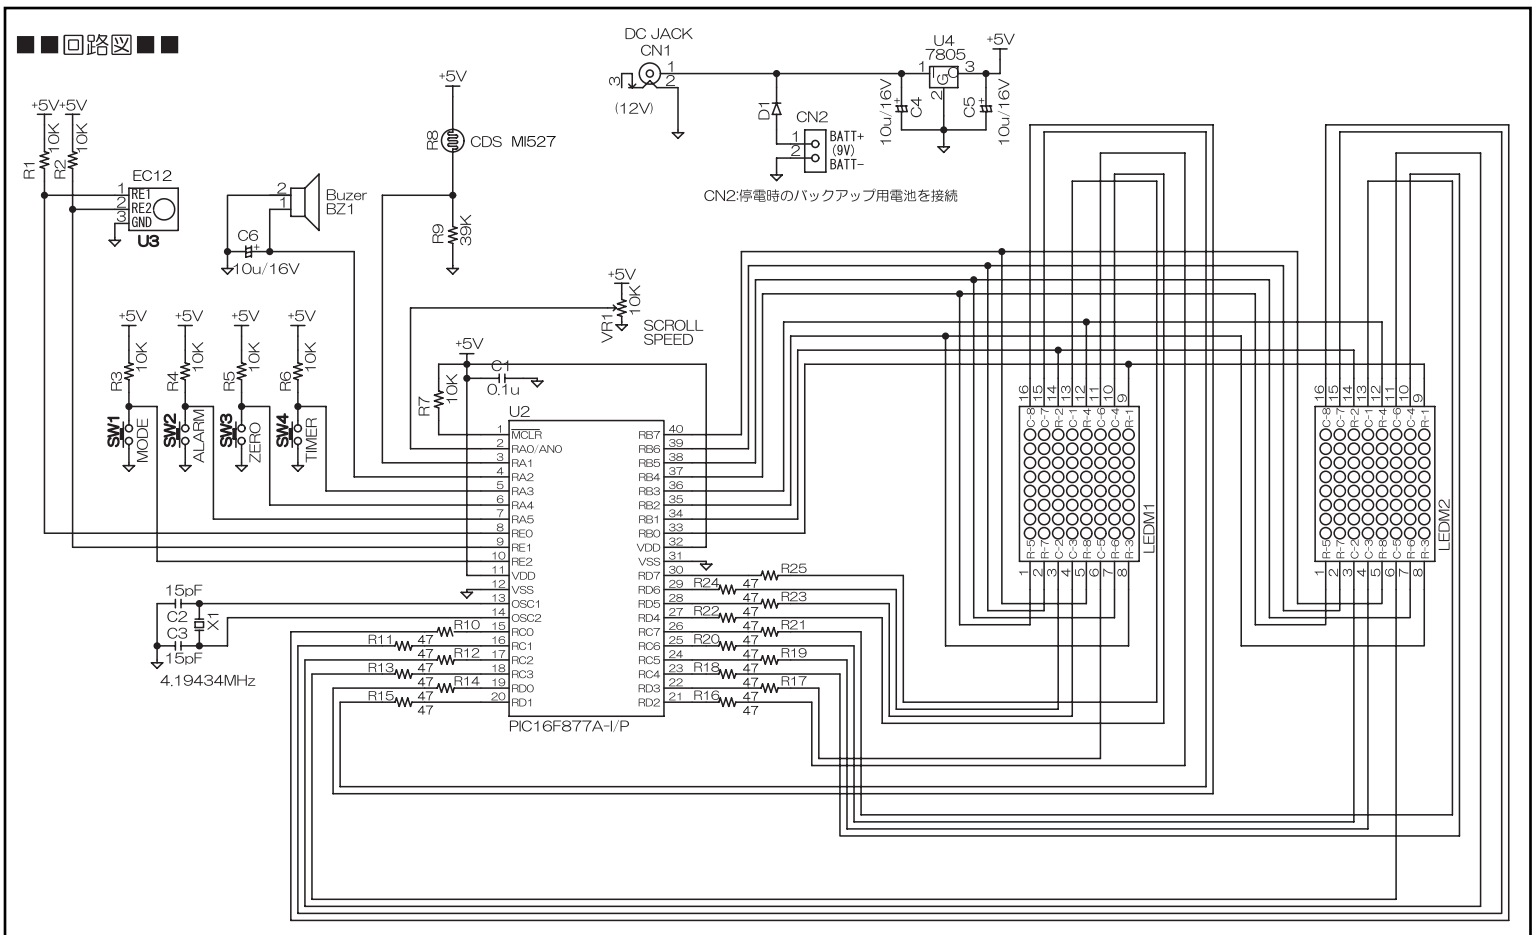 ■■回路図■■
DC JACK
CN1
1
2
3
(12V)
U4
7805
1
3
I
G
O
2
+5V
10u/16V
C4
C5
+
10u/16V
+
D1
CN2
1
2
BATT+
(9V)
BATT-
CN2:停電時のバックアップ用電池を接続
+5V
R8
CDS MI527
R9
39K
+5V+5V
R1
10K
R2
10K
EC12
1
2
3
RE1
RE2
GND
U3
2
1
Buzer
BZ1
C6
+
10u/16V
+5V
10K
VR1
SCROLL
SPEED
+5V
+5V
+5V
+5V
R3
10K
R4
10K
R5
10K
R6
10K
SW1
MODE
SW2
ALARM
SW3
ZERO
SW4
TIMER
+5V
C1
0.1u
R7
10K
U2
1 MCLR
2 RA0/AN0
3 RA1
4 RA2
5 RA3
6 RA4
7 RA5
8 RE0
9 RE1
10 RE2
11 VDD
12 VSS
13 OSC1
14 OSC2
15 RC0
16 RC1
17 RC2
18 RC3
19 RD0
20 RD1
RB7 40
RB6 39
RB5 38
RB4 37
RB3 36
RB2 35
RB1 34
RB0 33
VDD 32
VSS 31
RD7 30
RD6 29
RD5 28
RD4 27
RC7 26
RC6 25
RC5 24
RC4 23
RD3 22
RD2 21
PIC16F877A-I/P
15pF
C2
C3
X1
15pF
4.19434MHz
R10
47
R11
47
R12
47
R13
47
R14
47
R15
47
R25
47
R24
47
R23
47
R22
47
R21
47
R20
47
R19
47
R18
47
R17
47
R16
47
16 15 14 13 12 11 10 9
C-8 C-7 R-2 C-1 R-4 C-6 C-4 R-1
R-5 R-7 C-2 C-3 R-8 C-5 R-6 R-3
1 2 3 4 5 6 7 8
LEDM1
16 15 14 13 12 11 10 9
C-8 C-7 R-2 C-1 R-4 C-6 C-4 R-1
R-5 R-7 C-2 C-3 R-8 C-5 R-6 R-3
1 2 3 4 5 6 7 8
LEDM2